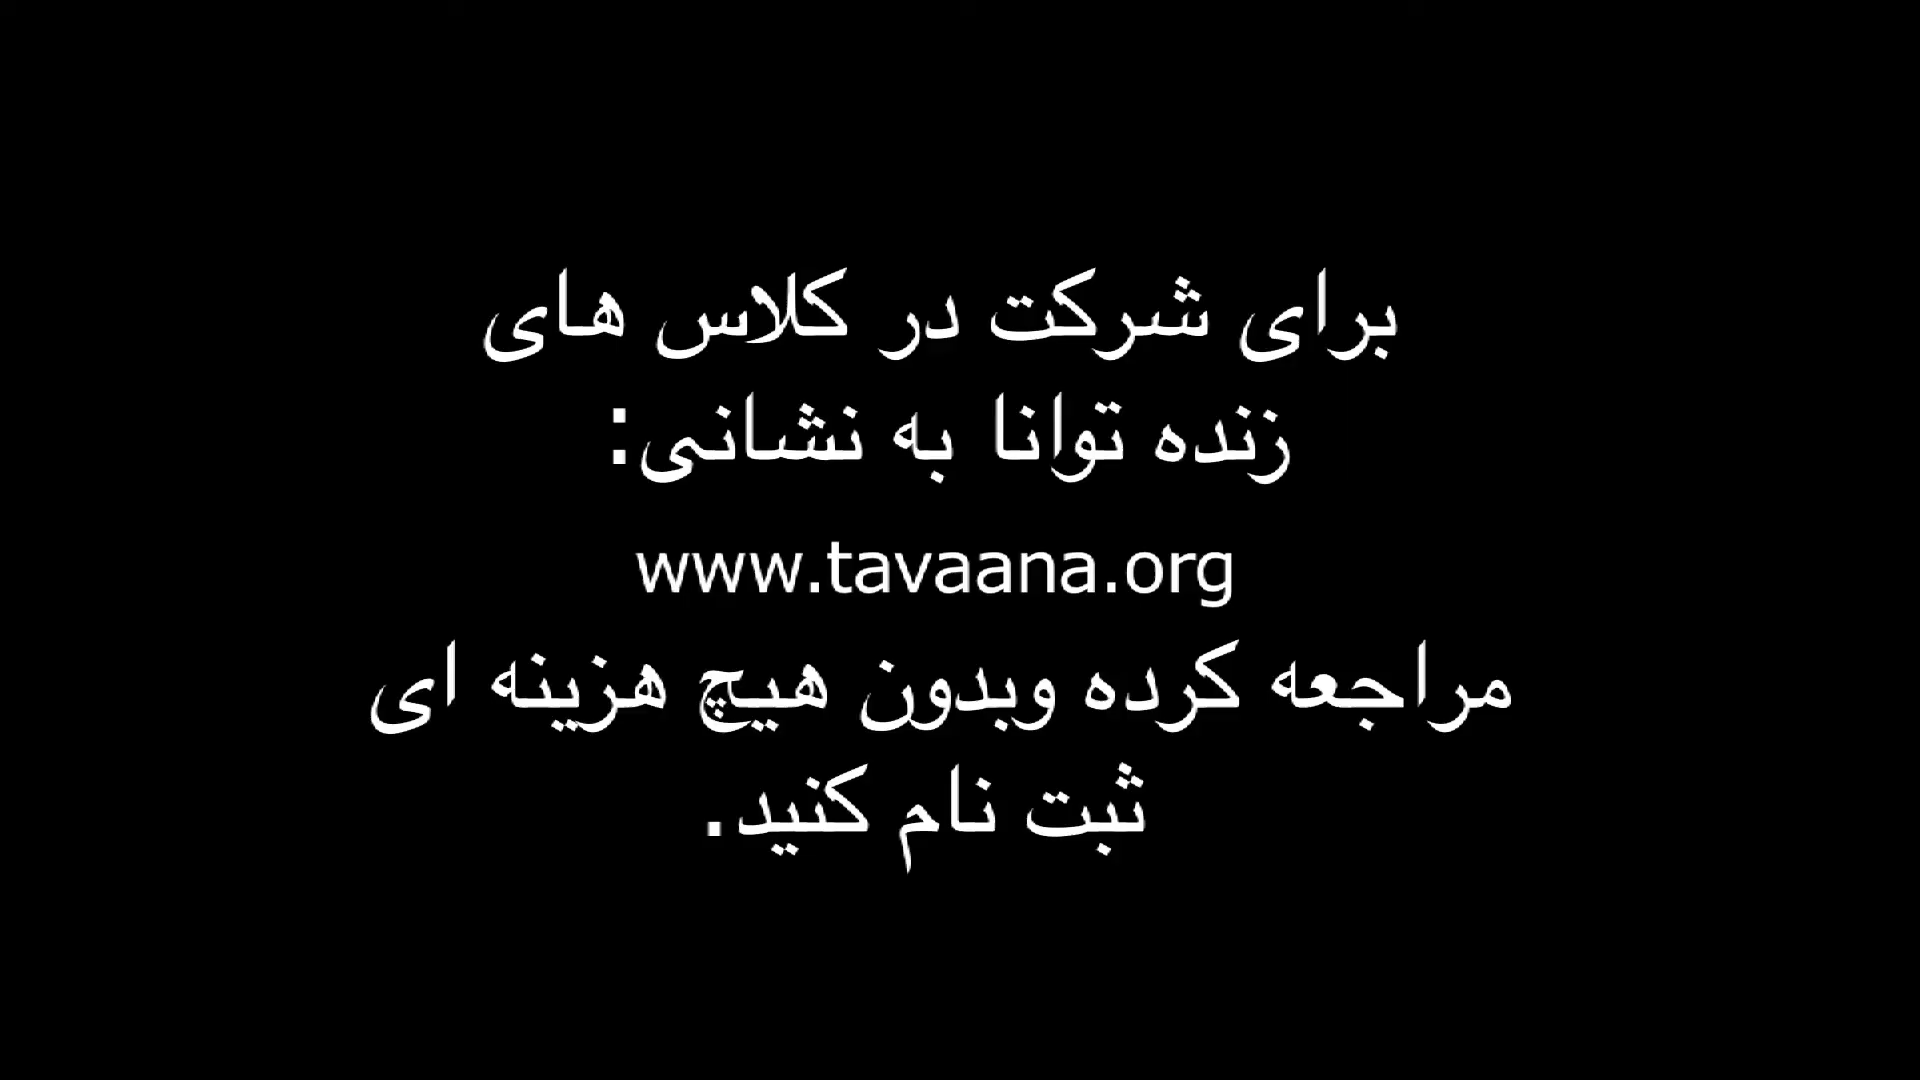 برای شرکت در کلاس های
زنده توانا به نشانی:
www.tavaana.org
مراجعه کرده وبدون هیچ هزینه ای
ثبت نام کنید.